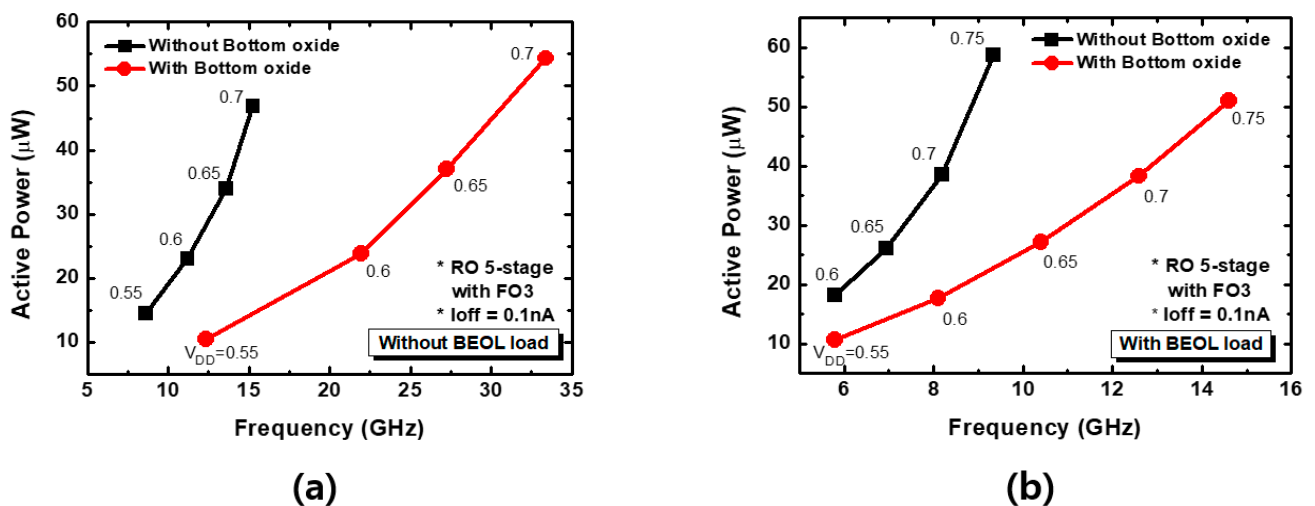 60
50
40
30
20
10
Active Power (μW)
Without Bottom oxide
With Bottom oxide
0.7
0.65
0.6
0.55
0.7
0.65
0.6
V_DD=0.55
* RO 5-stage
with FO3
* Ioff = 0.1nA
Without BEOL load
5 10 15 20 25 30 35
Frequency (GHz)
(a)
60
50
40
30
20
10
Active Power (μW)
Without Bottom oxide
With Bottom oxide
0.75
0.7
0.65
0.6
0.75
0.7
0.65
0.6
V_DD=0.55
* RO 5-stage
with FO3
* Ioff = 0.1nA
With BEOL load
6 8 10 12 14 16
Frequency (GHz)
(b)